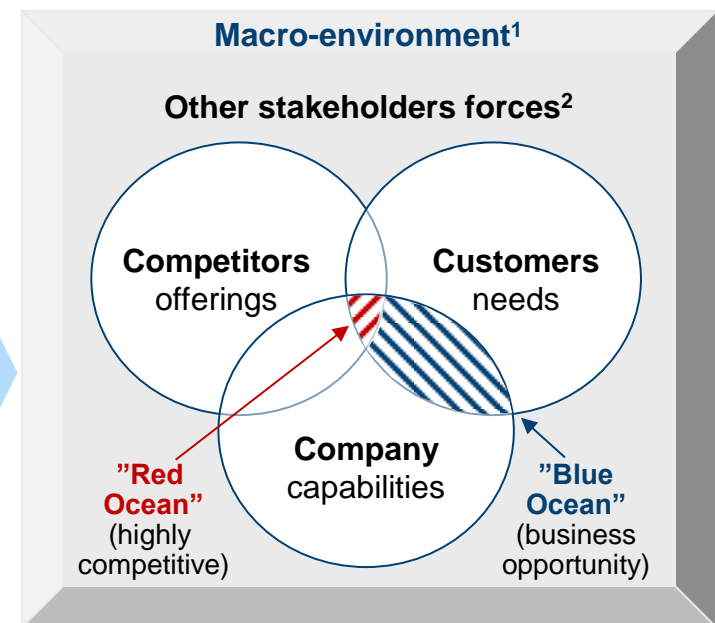 Macro-environment¹
Other stakeholders forces²
Competitors
offerings
Customers
needs
Company
capabilities
”Red
Ocean”
(highly
competitive)
”Blue
Ocean”
(business
opportunity)